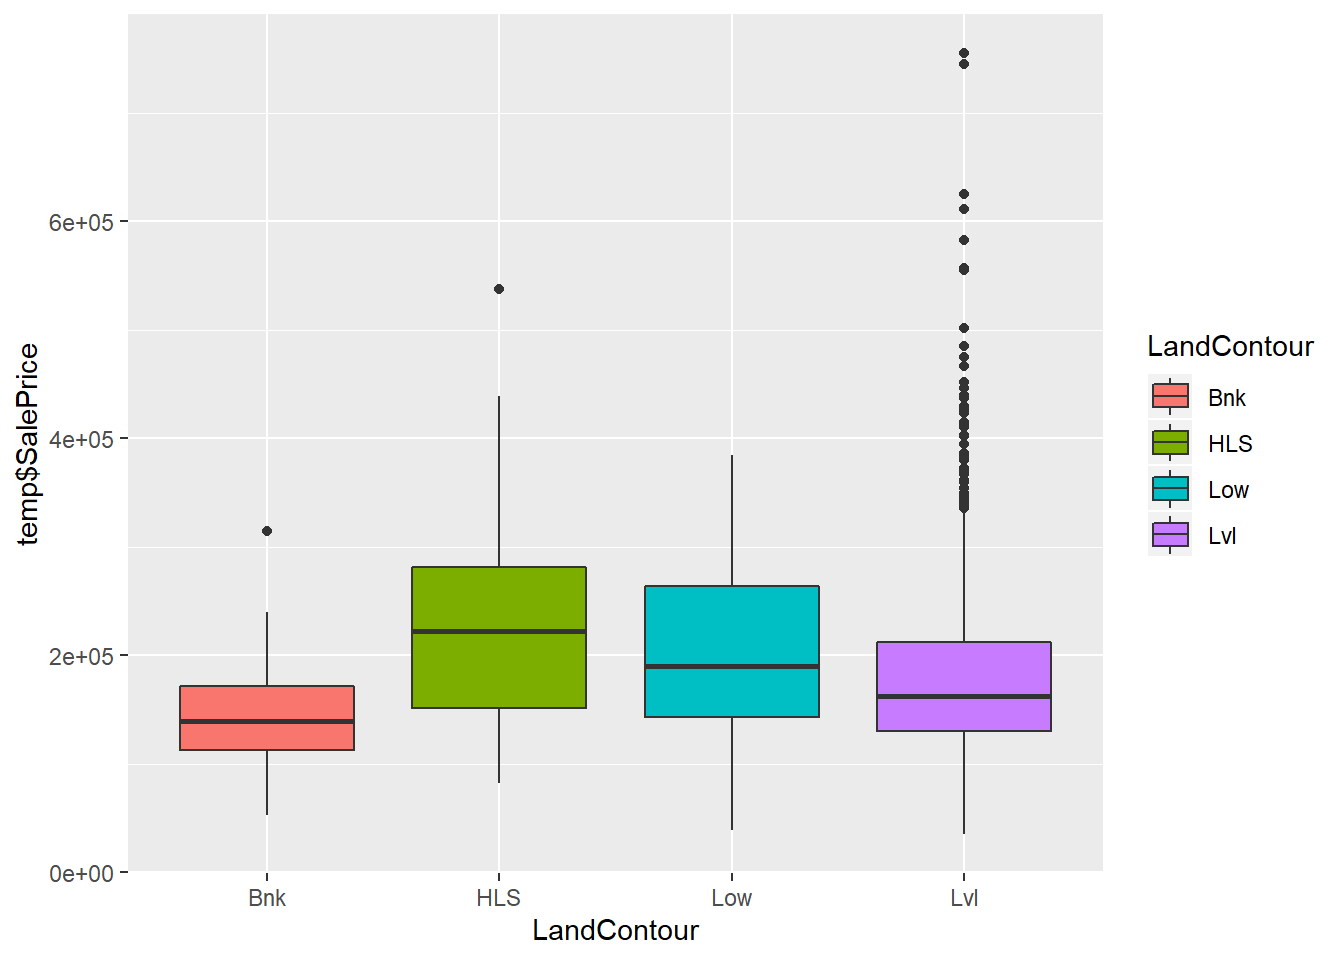 temp$SalePrice
6e+05
4e+05
2e+05
0e+00
Bnk
HLS
Low
Lvl
LandContour
LandContour
Bnk
HLS
Low
Lvl